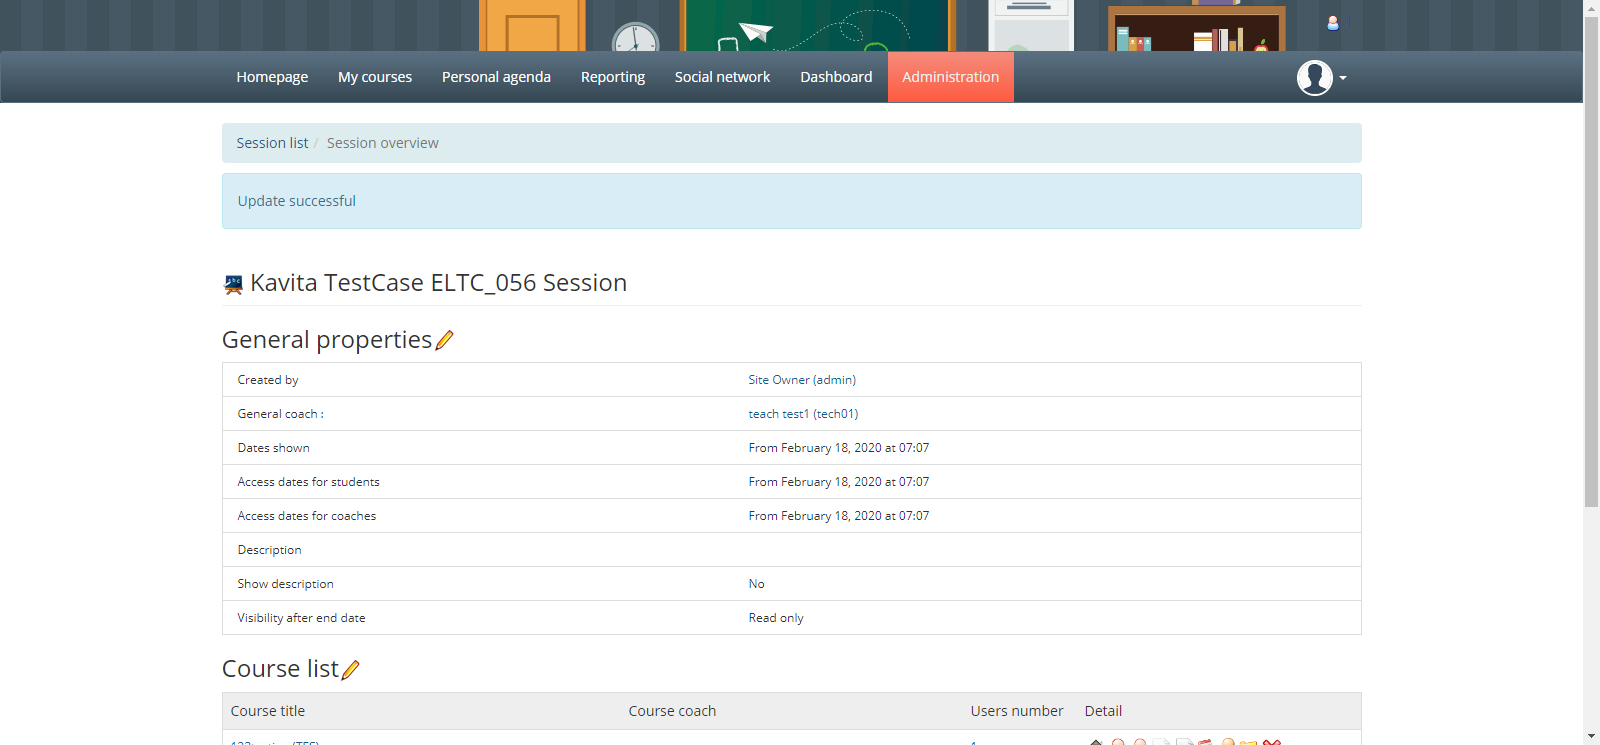 Homepage My courses Personal agenda Reporting Social network Dashboard Administration
Session list / Session overview
Update successful
Kavita TestCase ELTC_056 Session
General properties
Created by Site Owner (admin)
General coach : teach test1 (tech01)
Dates shown From February 18, 2020 at 07:07
Access dates for students From February 18, 2020 at 07:07
Access dates for coaches From February 18, 2020 at 07:07
Description
Show description No
Visibility after end date Read only
Course list
Course title Course coach Users number Detail